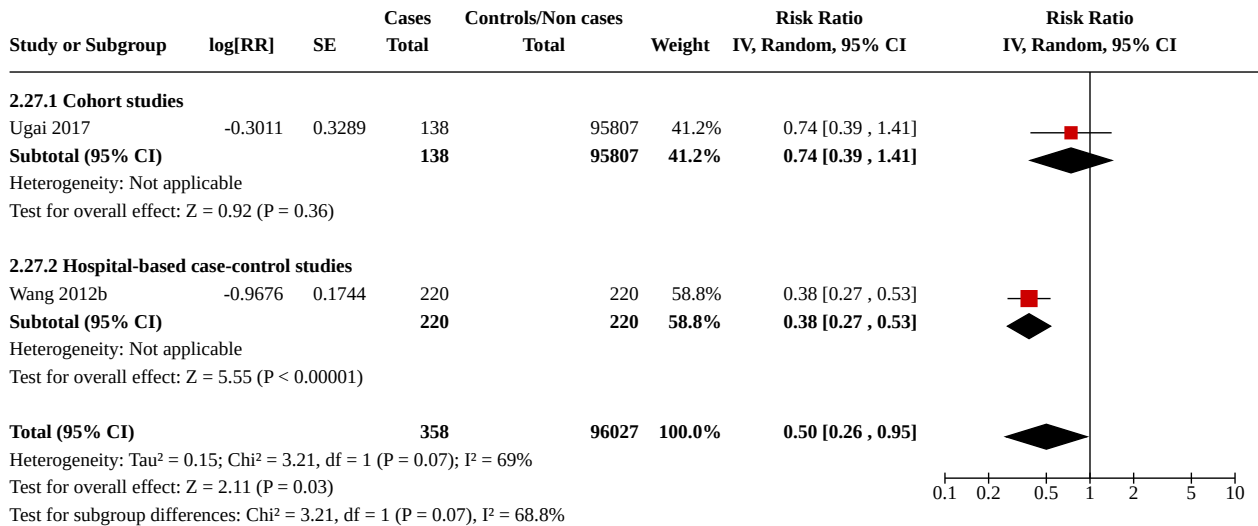 Cases Controls/Non cases Risk Ratio Risk Ratio
Study or Subgroup log[RR] SE Total Total Weight IV, Random, 95% CI IV, Random, 95% CI
2.27.1 Cohort studies
Ugai 2017 -0.3011 0.3289 138 95807 41.2% 0.74 [0.39 , 1.41]
Subtotal (95% CI) 138 95807 41.2% 0.74 [0.39 , 1.41]
Heterogeneity: Not applicable
Test for overall effect: Z = 0.92 (P = 0.36)
2.27.2 Hospital-based case-control studies
Wang 2012b -0.9676 0.1744 220 220 58.8% 0.38 [0.27 , 0.53]
Subtotal (95% CI) 220 220 58.8% 0.38 [0.27 , 0.53]
Heterogeneity: Not applicable
Test for overall effect: Z = 5.55 (P < 0.00001)
Total (95% CI) 358 96027 100.0% 0.50 [0.26 , 0.95]
Heterogeneity: Tau² = 0.15; Chi² = 3.21, df = 1 (P = 0.07); I² = 69%
Test for overall effect: Z = 2.11 (P = 0.03)
0.1 0.2 0.5 1 2 5 10
Test for subgroup differences: Chi² = 3.21, df = 1 (P = 0.07), I² = 68.8%